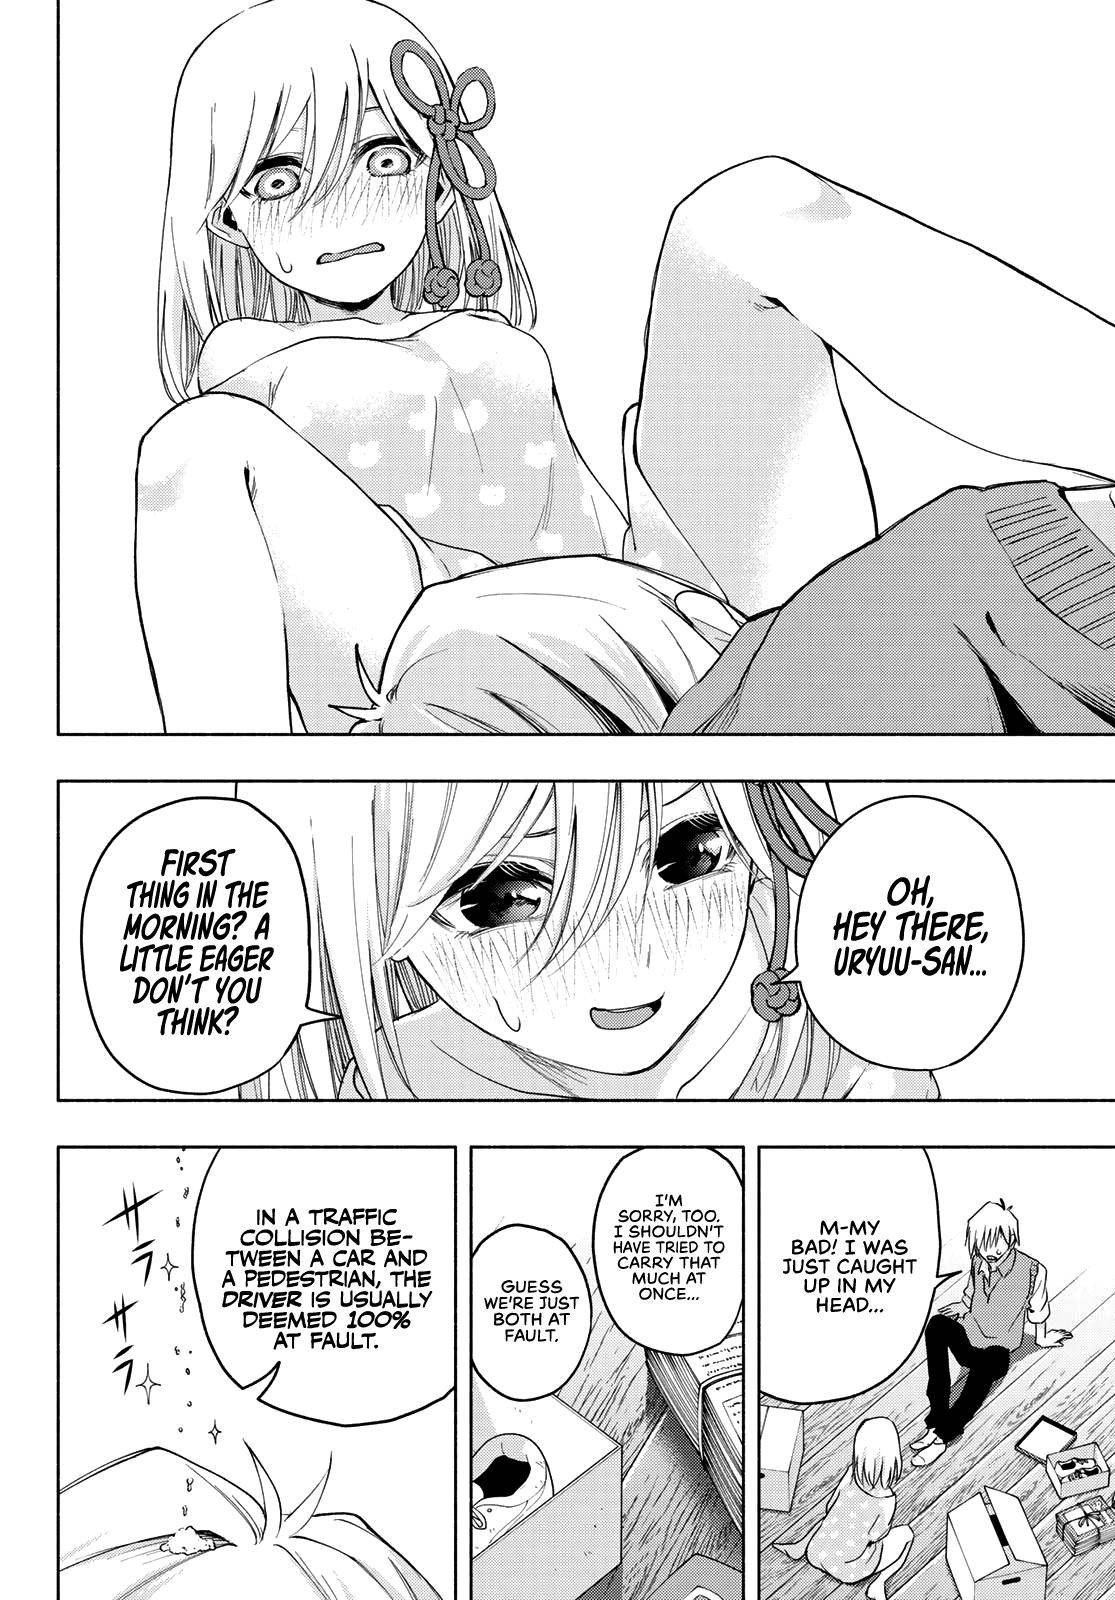 OH,
HEY THERE,
URYUU-SAN...
FIRST
THING IN THE
MORNING? A
LITTLE EAGER
DON'T YOU
THINK?
M-MY
BAD! I WAS
JUST CAUGHT
UP IN MY
HEAD...
I'M
SORRY, TOO.
I SHOULDN'T
HAVE TRIED TO
CARRY THAT
MUCH AT
ONCE...
GUESS
WE'RE JUST
BOTH AT
FAULT.
IN A TRAFFIC
COLLISION BE-
TWEEN A CAR AND
A PEDESTRIAN, THE
DRIVER IS USUALLY
DEEMED 100%
AT FAULT.
サラ
サラ